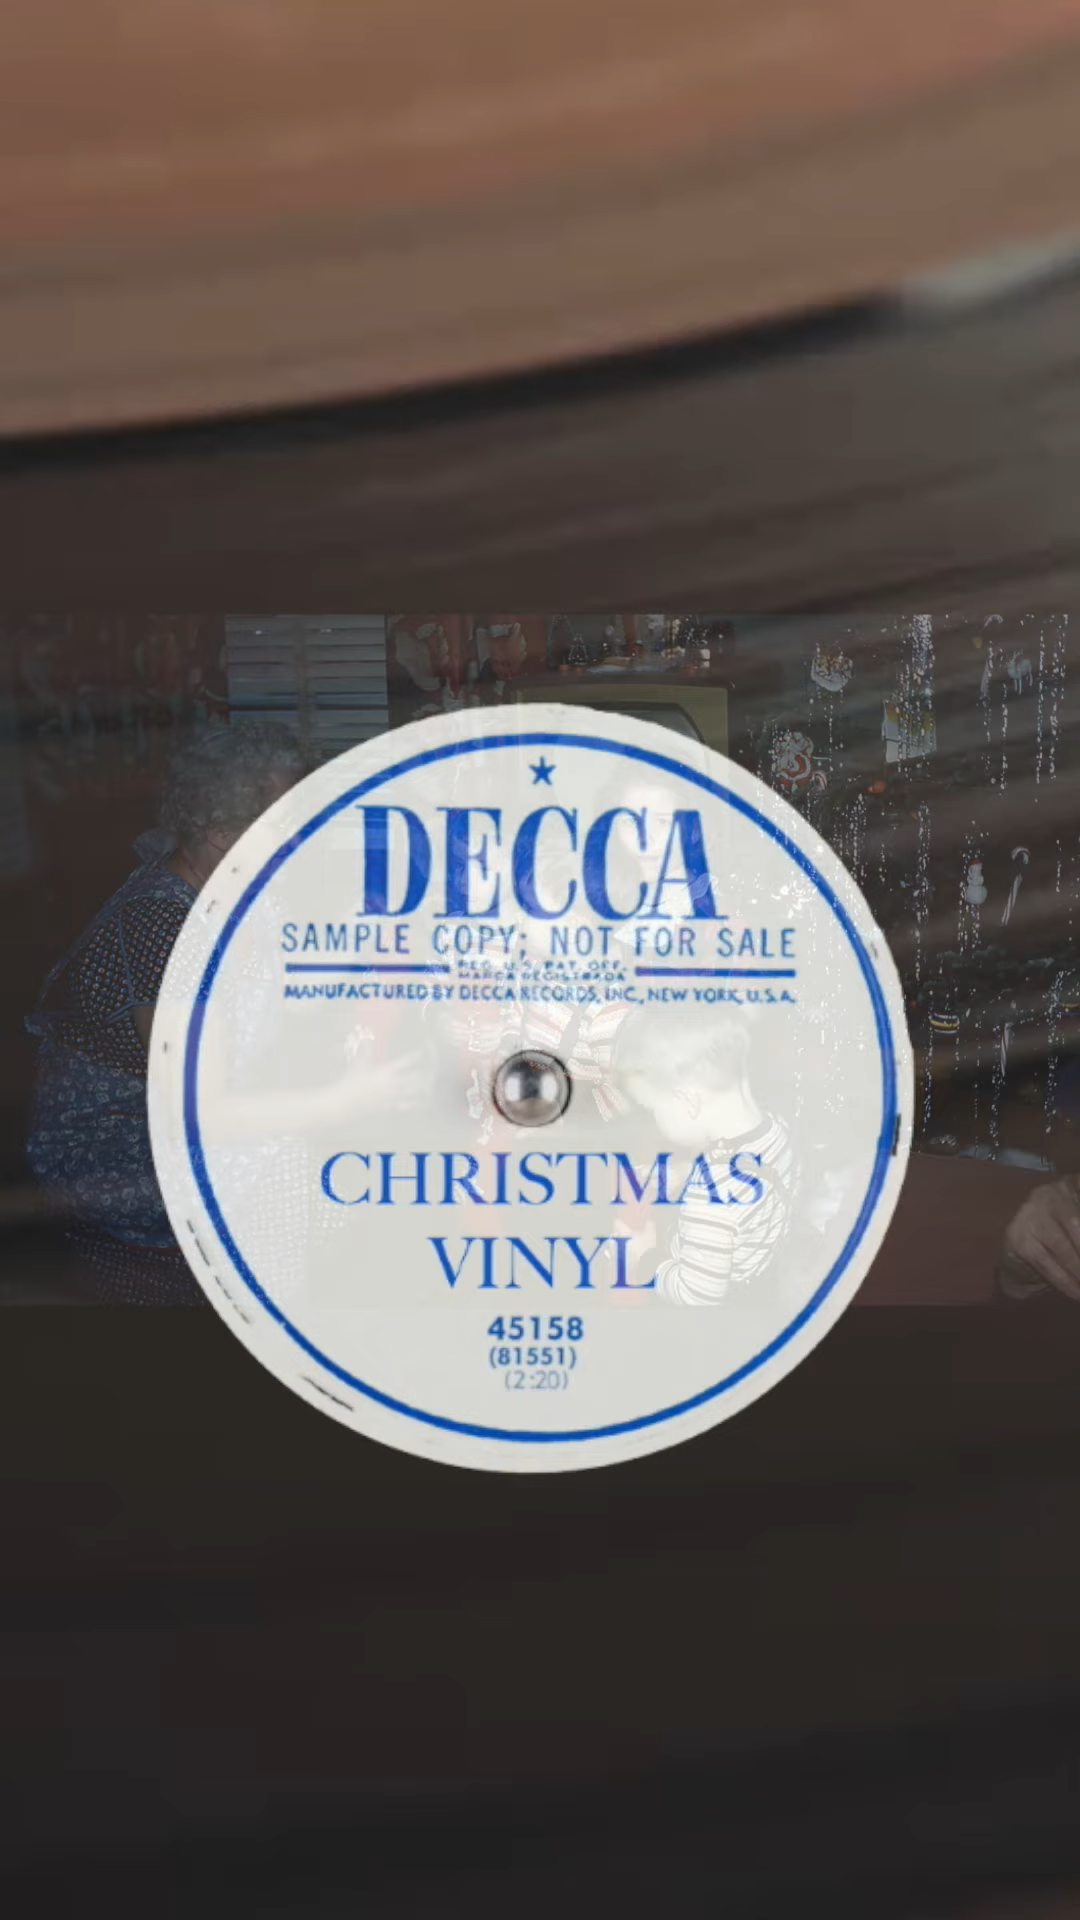 DECCA
SAMPLE COPY; NOT FOR SALE
REG. U.S. PAT. OFF.
MARCA REGISTRADA
MANUFACTURED BY DECCA RECORDS, INC., NEW YORK, U.S.A.
CHRISTMAS
VINYL
45158
(81551)
(2:20)